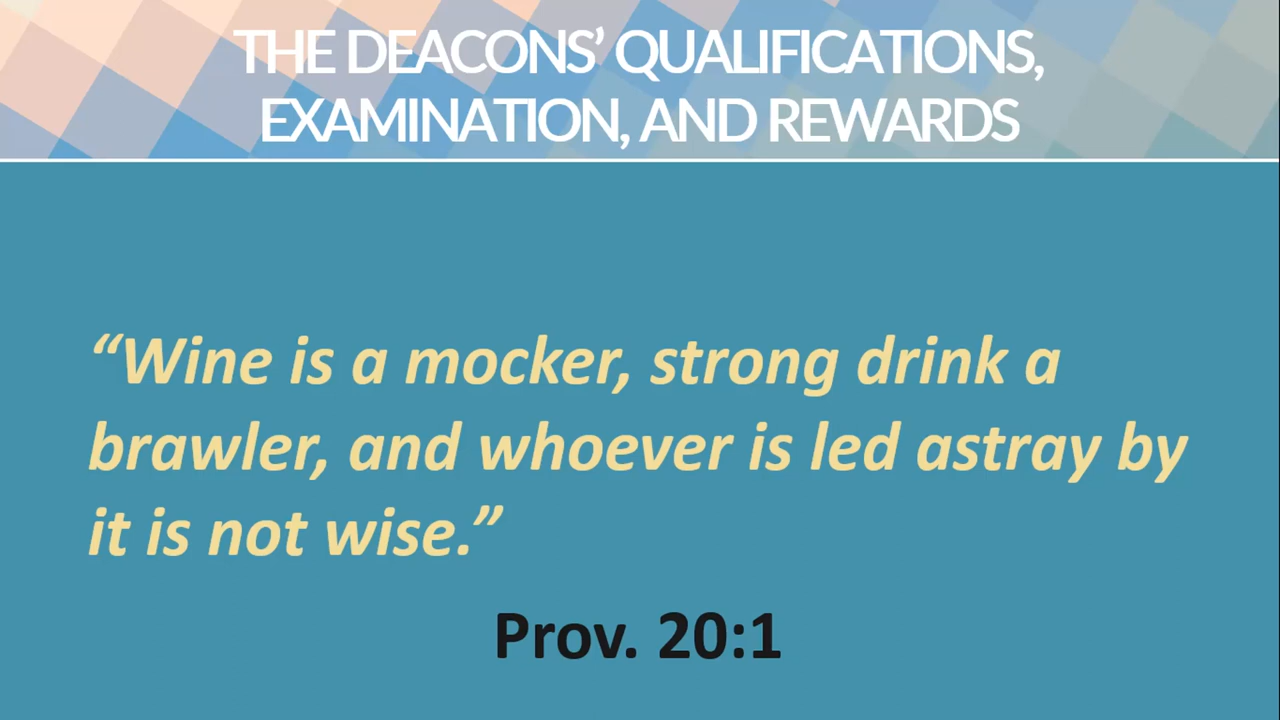 THE DEACONS’ QUALIFICATIONS,
EXAMINATION, AND REWARDS
“Wine is a mocker, strong drink a
brawler, and whoever is led astray by
it is not wise.”
Prov. 20:1